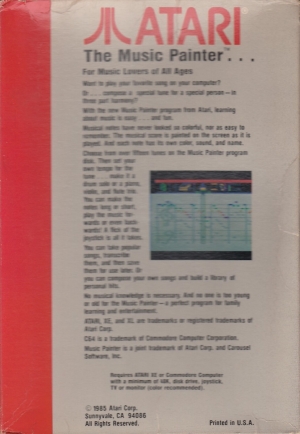 ATARI
The Music Painter™ . . .
For Music Lovers of All Ages
Want to play your favorite song on your computer?
Or . . . . compose a special tune for a special person—in
three part harmony?
With the new Music Painter program from Atari, learning
about music is easy . . . . and fun.
Musical notes have never looked so colorful, nor as easy to
remember. The musical score is painted on the screen as it is
played. And each note has its own color, sound, and name.
Choose from over fifteen tunes on the Music Painter program
disk. Then set your
own tempo for the
tune . . . . make it a
drum solo or a piano,
violin, and flute trio.
You can make the
notes long or short,
play the music for-
wards or even back-
wards! A flick of the
joystick is all it takes.
You can take popular
songs, transcribe
them, and then save
them for use later. Or
you can compose your own songs and build a library of
personal hits.
No musical knowledge is necessary. And no one is too young
or old for the Music Painter—a perfect program for family
learning and entertainment.
ATARI, XE, and XL are trademarks or registered trademarks of
Atari Corp.
C64 is a trademark of Commodore Computer Corporation.
Music Painter is a joint trademark of Atari Corp. and Carousel
Software, Inc.
Requires ATARI XE or Commodore Computer
with a minimum of 48K, disk drive, joystick,
TV or monitor (color recommended).
© 1985 Atari Corp.
Sunnyvale, CA 94086
All Rights Reserved.
Printed in U.S.A.